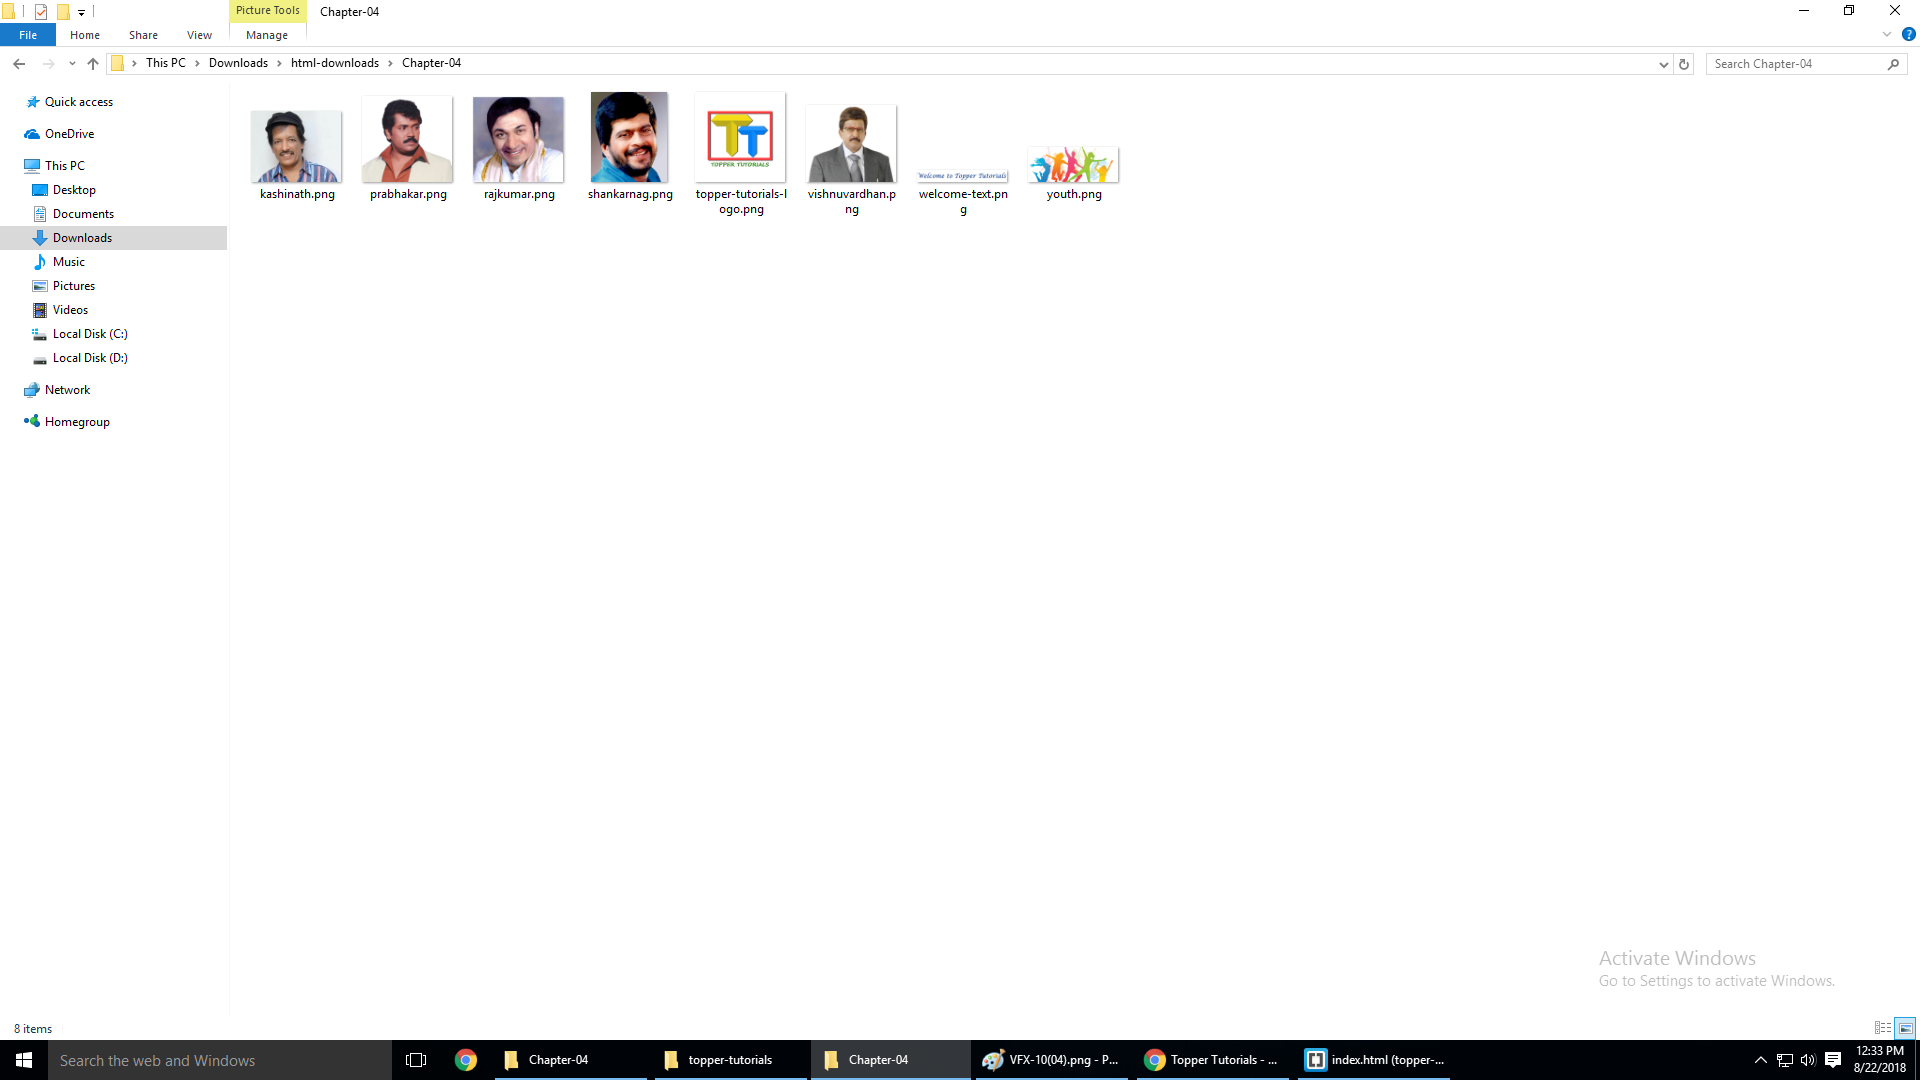 Picture Tools
Chapter-04
File
Home
Share
View
Manage
This PC
Downloads
html-downloads
Chapter-04
Search Chapter-04
Quick access
OneDrive
This PC
Desktop
Documents
Downloads
Music
Pictures
Videos
Local Disk (C:)
Local Disk (D:)
Network
Homegroup
TT
TOPPER TUTORIALS
Welcome to Topper Tutorials
kashinath.png
prabhakar.png
rajkumar.png
shankarnag.png
topper-tutorials-l
ogo.png
vishnuvardhan.p
ng
welcome-text.pn
g
youth.png
Activate Windows
Go to Settings to activate Windows.
8 items
Search the web and Windows
Chapter-04
topper-tutorials
Chapter-04
VFX-10(04).png - P...
Topper Tutorials - ...
index.html (topper-...
12:33 PM
8/22/2018